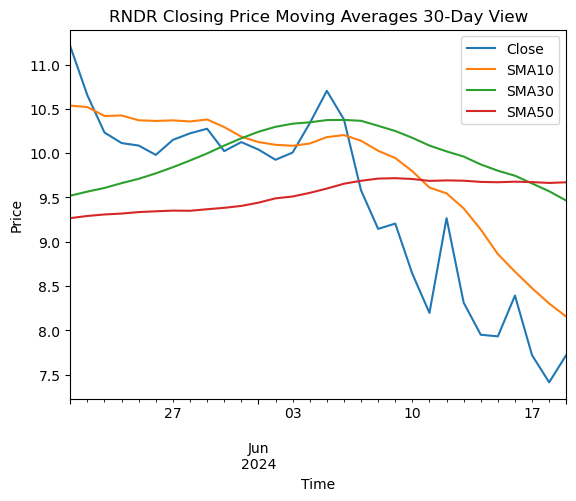 RNDR Closing Price Moving Averages 30-Day View
Close
SMA10
SMA30
SMA50
11.0
10.5
10.0
9.5
9.0
8.5
8.0
7.5
Price
27
03
10
17
Jun
2024
Time